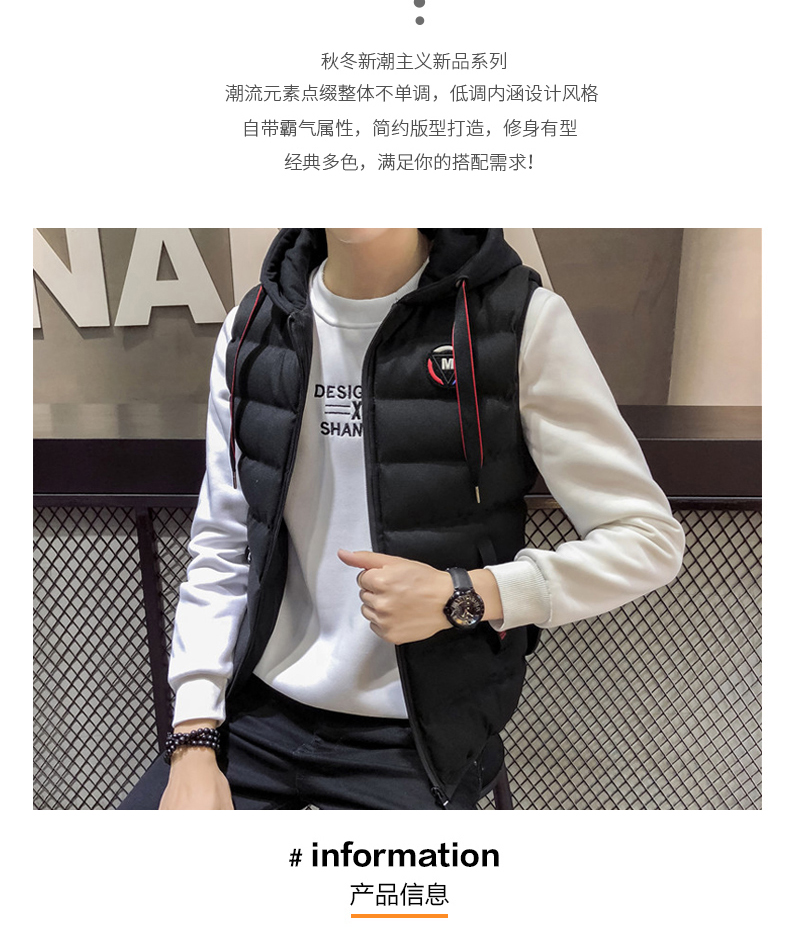 秋冬新潮主义新品系列
潮流元素点缀整体不单调，低调内涵设计风格
自带霸气属性，简约版型打造，修身有型
经典多色，满足你的搭配需求！
NA A
M
DESIG
X
SHAN
# information
产品信息